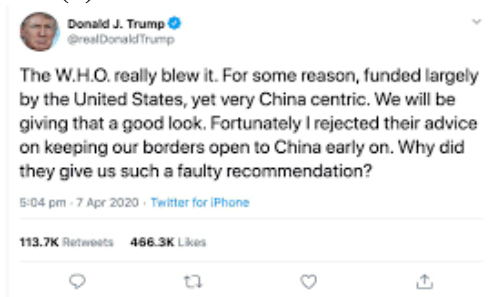 Donald J. Trump
@realDonaldTrump
The W.H.O. really blew it. For some reason, funded largely
by the United States, yet very China centric. We will be
giving that a good look. Fortunately I rejected their advice
on keeping our borders open to China early on. Why did
they give us such a faulty recommendation?
5:04 pm · 7 Apr 2020 · Twitter for iPhone
113.7K Retweets 466.3K Likes